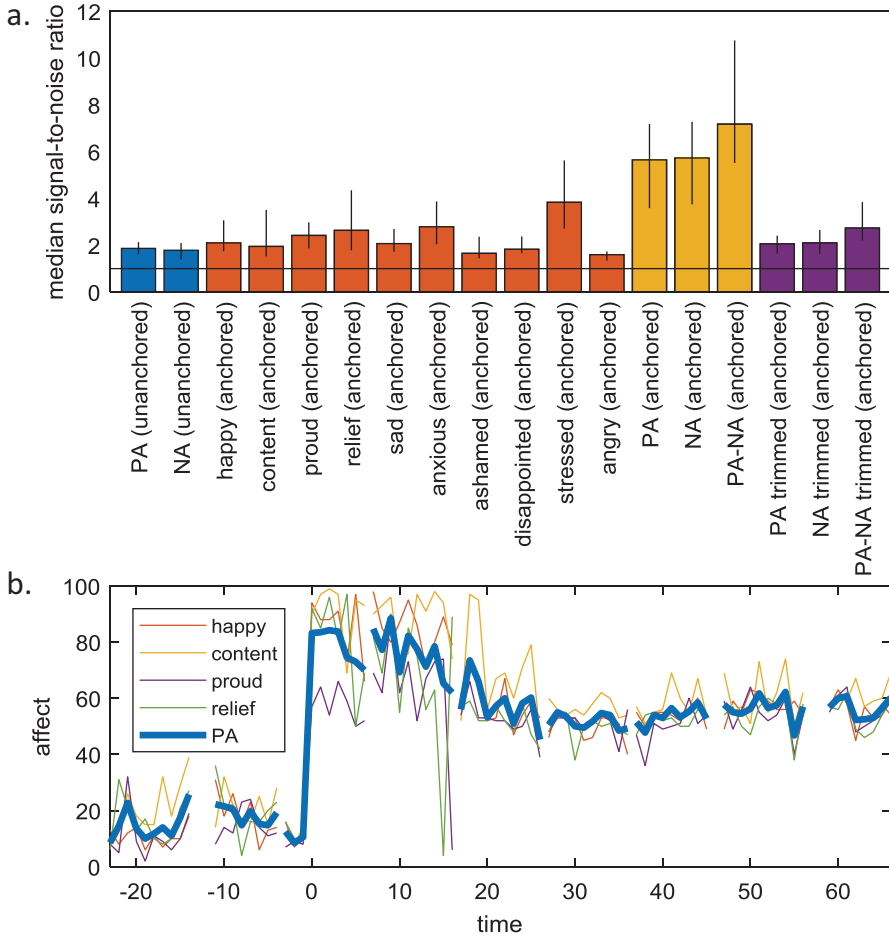 a.
median signal-to-noise ratio
12
10
8
6
4
2
0
PA (unanchored)
NA (unanchored)
happy (anchored)
content (anchored)
proud (anchored)
relief (anchored)
sad (anchored)
anxious (anchored)
ashamed (anchored)
disappointed (anchored)
stressed (anchored)
angry (anchored)
PA (anchored)
NA (anchored)
PA-NA (anchored)
PA trimmed (anchored)
NA trimmed (anchored)
PA-NA trimmed (anchored)
b.
affect
100
80
60
40
20
0
happy
content
proud
relief
PA
-20 -10 0 10 20 30 40 50 60
time